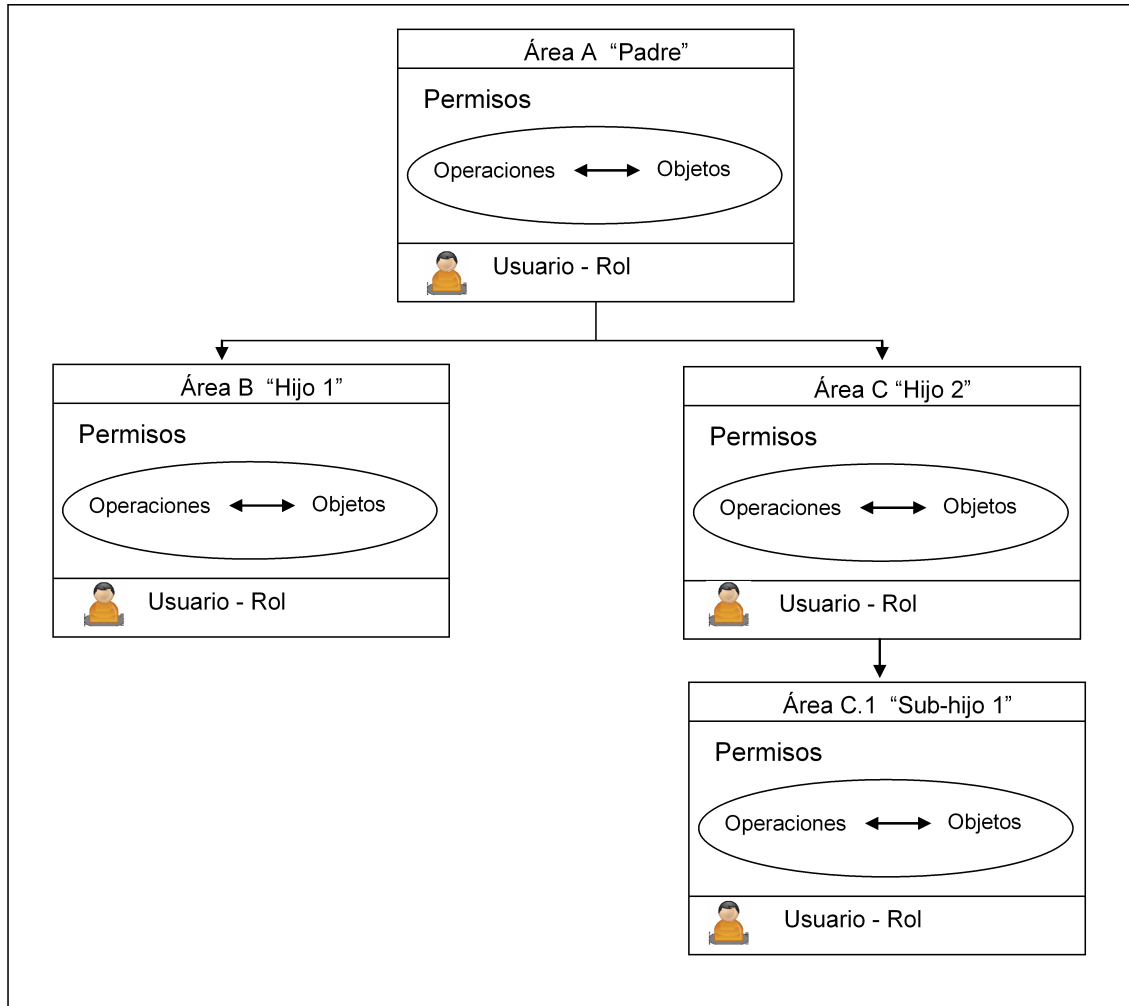 Área A “Padre”
Permisos
Operaciones Objetos
Usuario - Rol
Área B “Hijo 1”
Permisos
Operaciones Objetos
Usuario - Rol
Área C “Hijo 2”
Permisos
Operaciones Objetos
Usuario - Rol
Área C.1 “Sub-hijo 1”
Permisos
Operaciones Objetos
Usuario - Rol